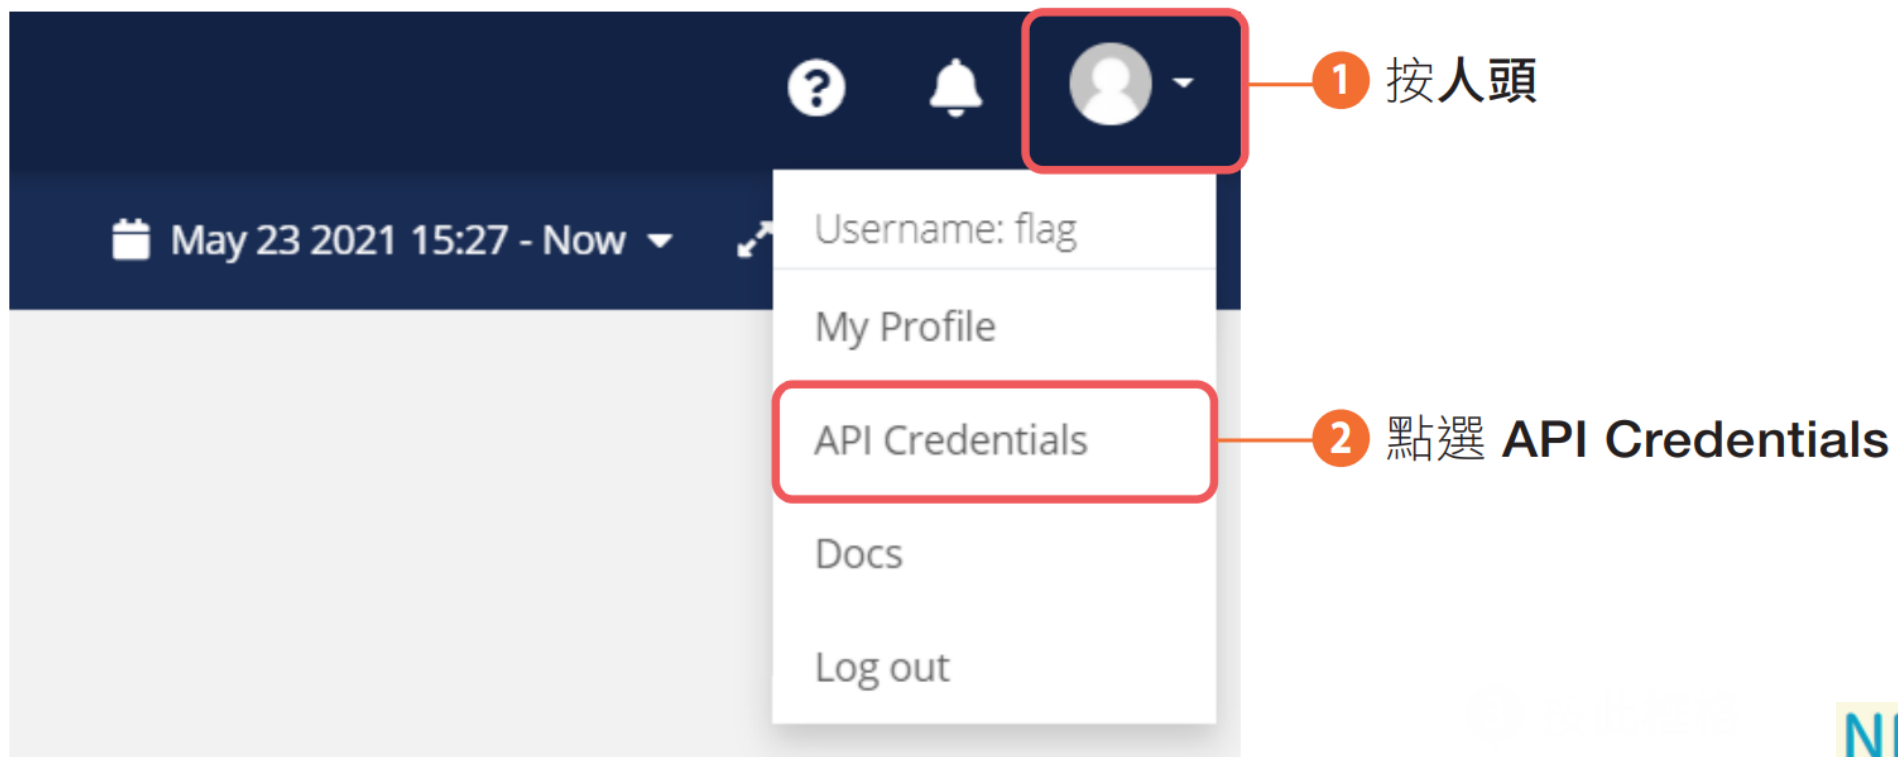 1 按人頭
May 23 2021 15:27 - Now
Username: flag
My Profile
API Credentials
2 點選 API Credentials
Docs
Log out